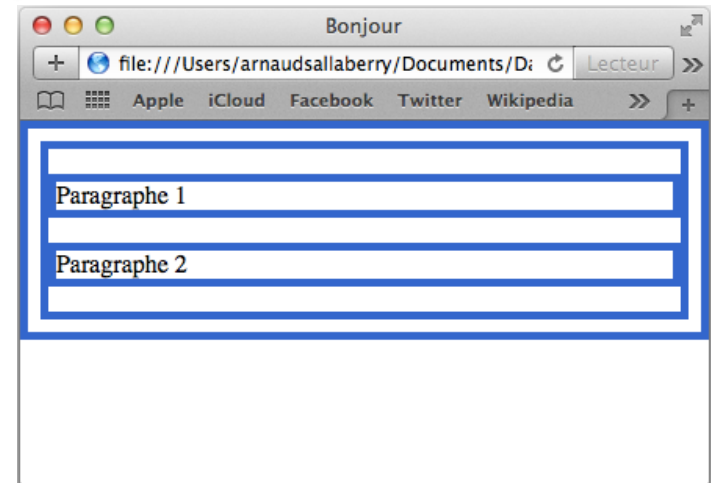 Bonjour
file:///Users/arnaudsallaberry/Documents/Da Lecteur
Apple iCloud Facebook Twitter Wikipedia
Paragraphe 1
Paragraphe 2